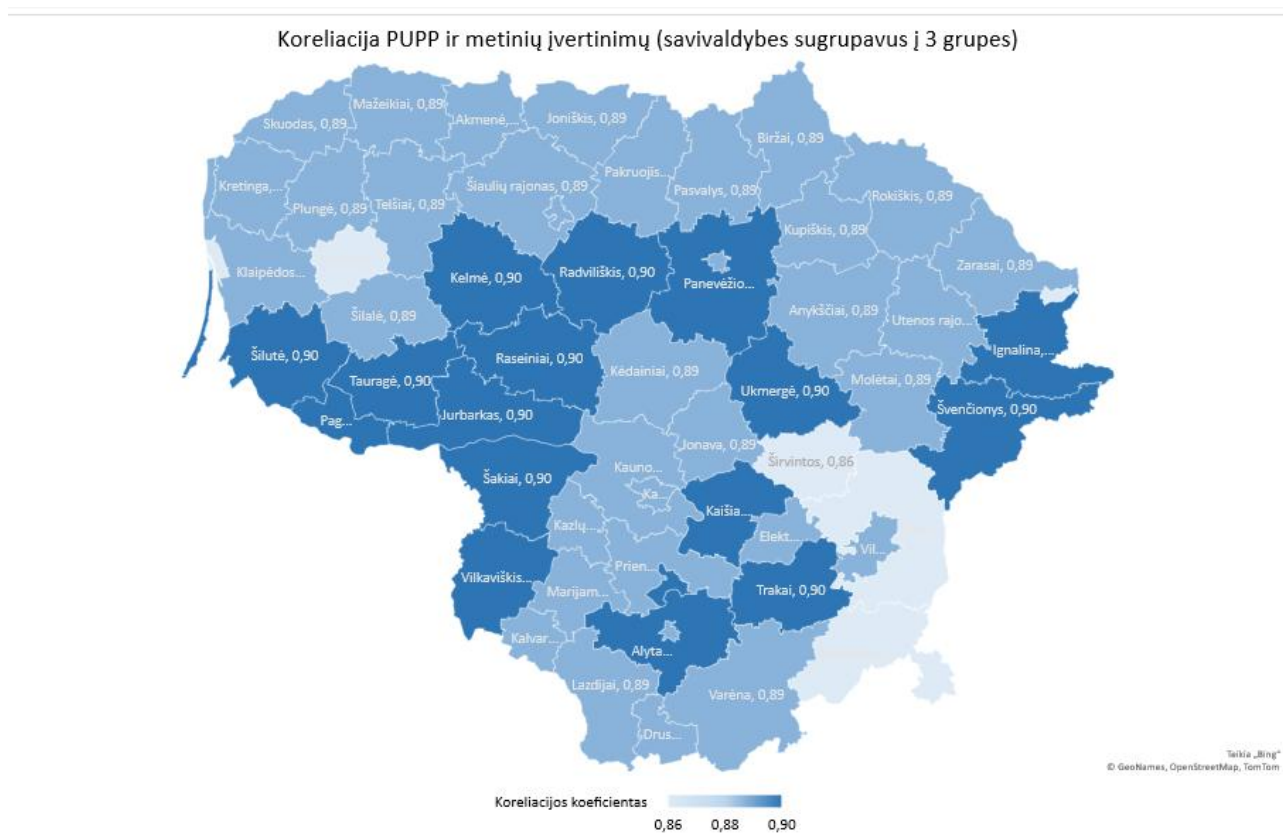 Koreliacija PUPP ir metinių įvertinimų (savivaldybes sugrupavus į 3 grupes)
Mažeikiai, 0,89
Skuodas, 0,89
Akmenė,...
Joniškis, 0,89
Biržai, 0,89
Kretinga,...
Plungė, 0,89
Telšiai, 0,89
Šiaulių rajonas, 0,89
Pakruojis...
Pasvalys, 0,89
Rokiškis, 0,89
Kupiškis, 0,89
Klaipėdos...
Kelmė, 0,90
Radviliškis, 0,90
Panevėžio...
Zarasai, 0,89
Šilalė, 0,89
Anykščiai, 0,89
Utenos rajo...
Šilutė, 0,90
Raseiniai, 0,90
Ignalina,...
Tauragė, 0,90
Kėdainiai, 0,89
Ukmergė, 0,90
Molėtai, 0,89
Pag...
Jurbarkas, 0,90
Švenčionys, 0,90
Jonava, 0,89
Širvintos, 0,86
Šakiai, 0,90
Kauno...
Ka...
Kaišia...
Kazlų...
Elekt...
Vil...
Vilkaviškis...
Prien...
Marijam...
Trakai, 0,90
Kalvar...
Alyta...
Lazdijai, 0,89
Varėna, 0,89
Drus...
Teikia „Bing“
© GeoNames, OpenStreetMap, TomTom
Koreliacijos koeficientas
0,86 0,88 0,90